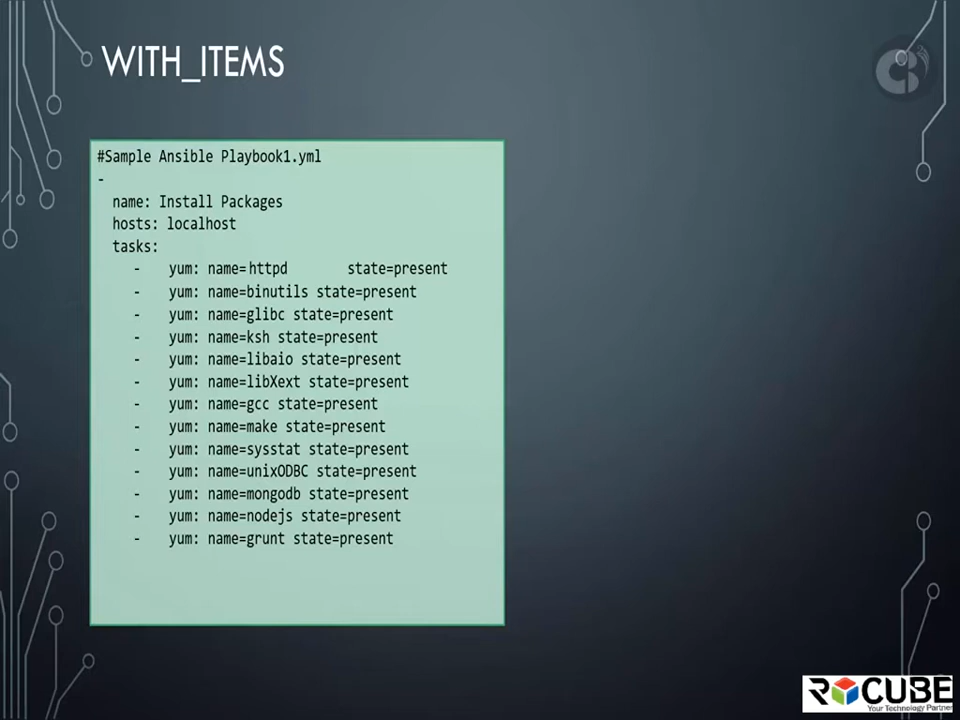 WITH_ITEMS
#Sample Ansible Playbook1.yml
-
name: Install Packages
hosts: localhost
tasks:
- yum: name=httpd state=present
- yum: name=binutils state=present
- yum: name=glibc state=present
- yum: name=ksh state=present
- yum: name=libaio state=present
- yum: name=libXext state=present
- yum: name=gcc state=present
- yum: name=make state=present
- yum: name=sysstat state=present
- yum: name=unixODBC state=present
- yum: name=mongodb state=present
- yum: name=nodejs state=present
- yum: name=grunt state=present
RCUBE
Your Technology Partner